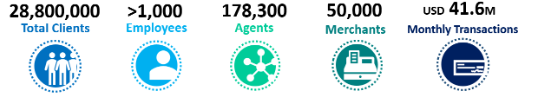 28,800,000 >1,000 178,300 50,000 USD 41.6M
Total Clients Employees Agents Merchants Monthly Transactions